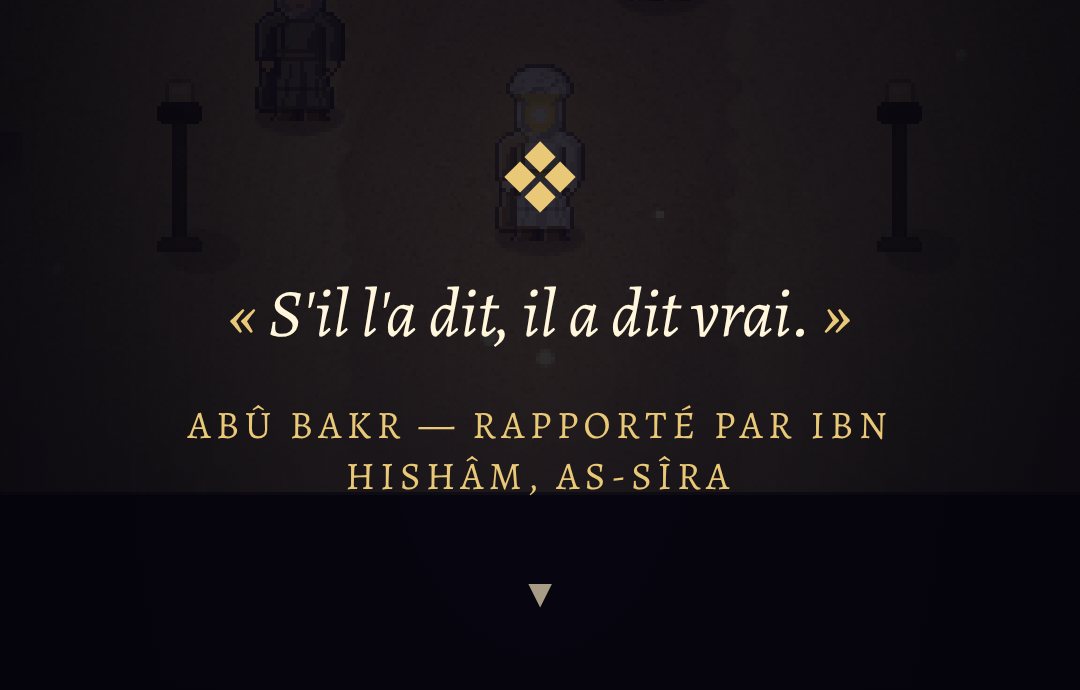 « S'il l'a dit, il a dit vrai. »
ABÛ BAKR — RAPPORTÉ PAR IBN
HISHÂM, AS-SÎRA